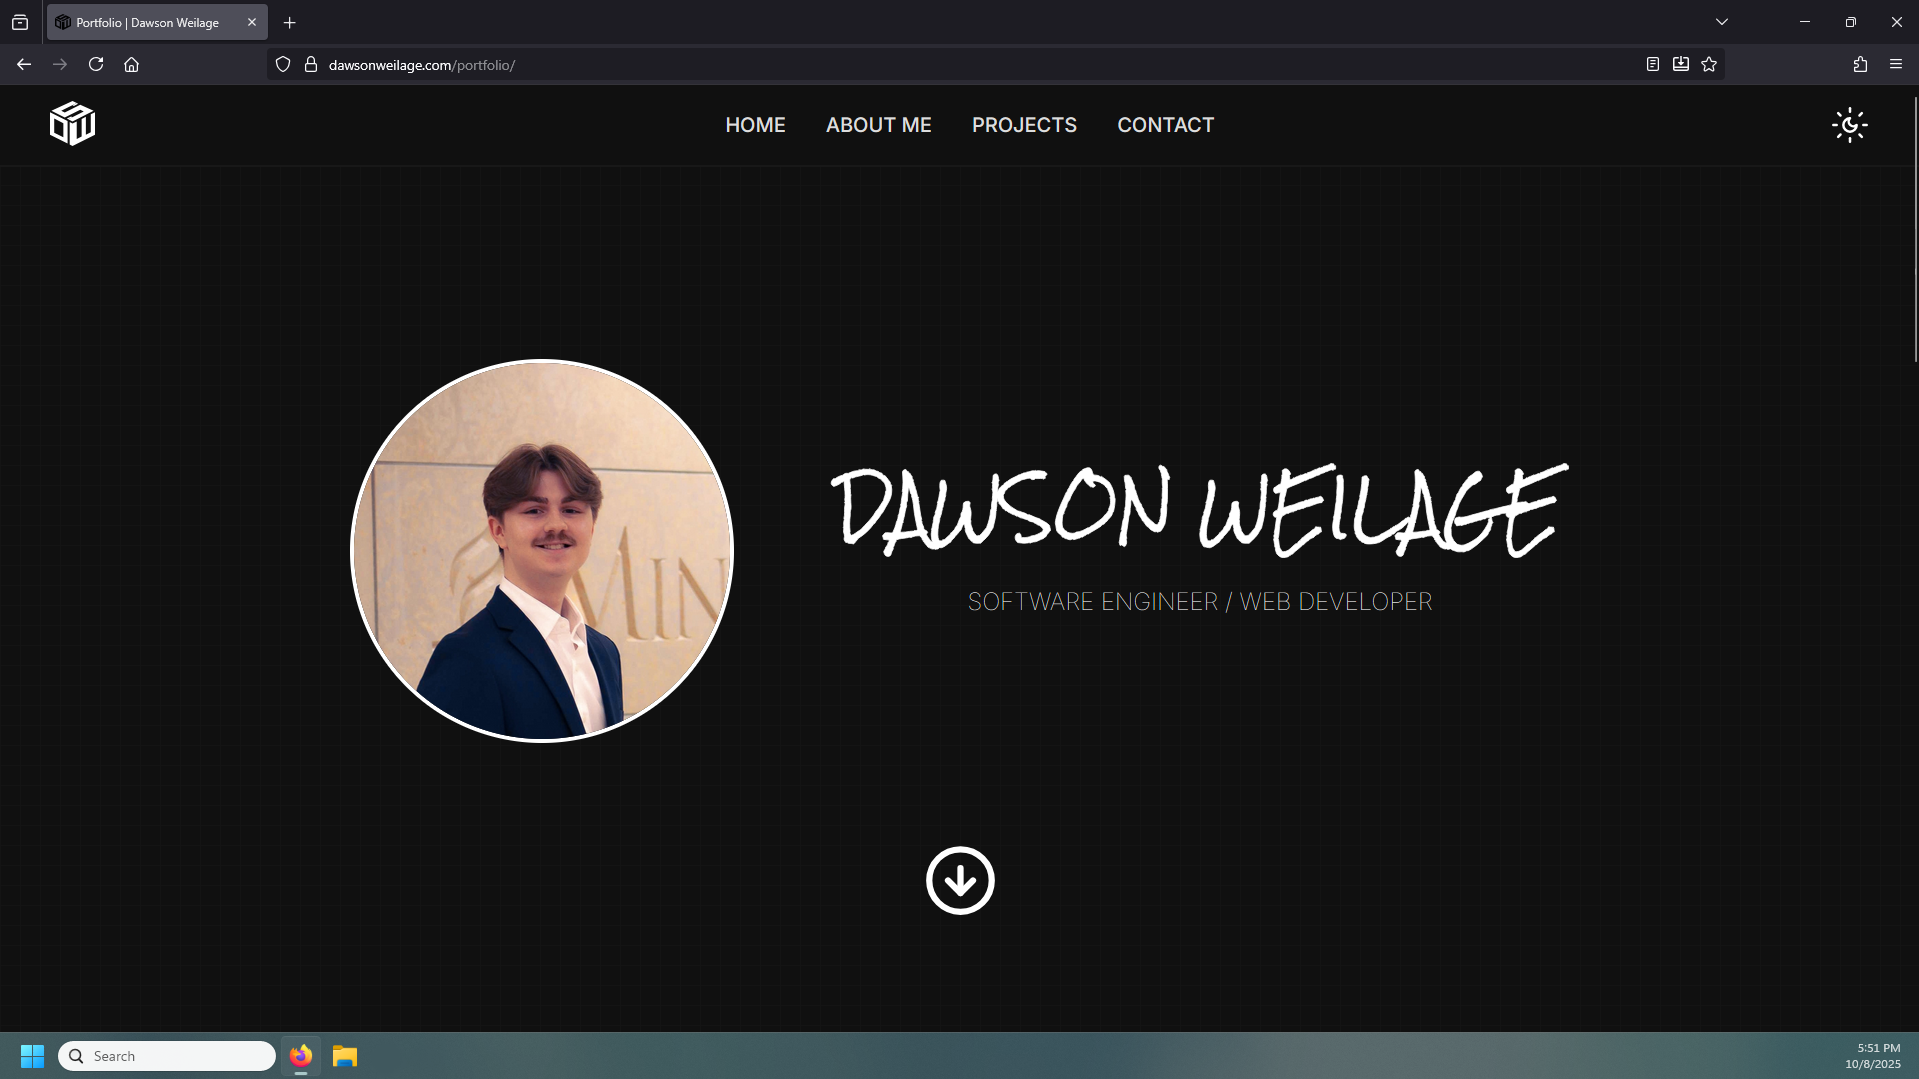 Portfolio | Dawson Weilage
dawsonweilage.com/portfolio/
HOME
ABOUT ME
PROJECTS
CONTACT
MIN
DAWSON WEILAGE
SOFTWARE ENGINEER / WEB DEVELOPER
Search
5:51 PM
10/8/2025